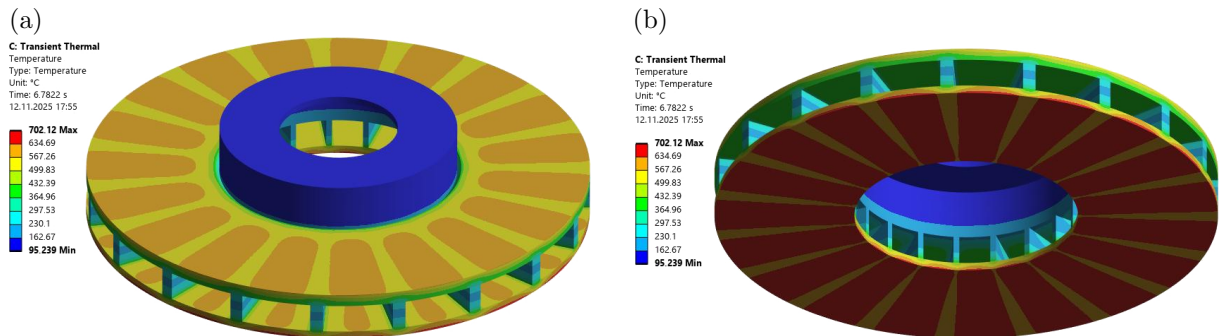 (a)
C: Transient Thermal
Temperature
Type: Temperature
Unit: °C
Time: 6.7822 s
12.11.2025 17:55
702.12 Max
634.69
567.26
499.83
432.39
364.96
297.53
230.1
162.67
95.239 Min
(b)
C: Transient Thermal
Temperature
Type: Temperature
Unit: °C
Time: 6.7822 s
12.11.2025 17:55
702.12 Max
634.69
567.26
499.83
432.39
364.96
297.53
230.1
162.67
95.239 Min